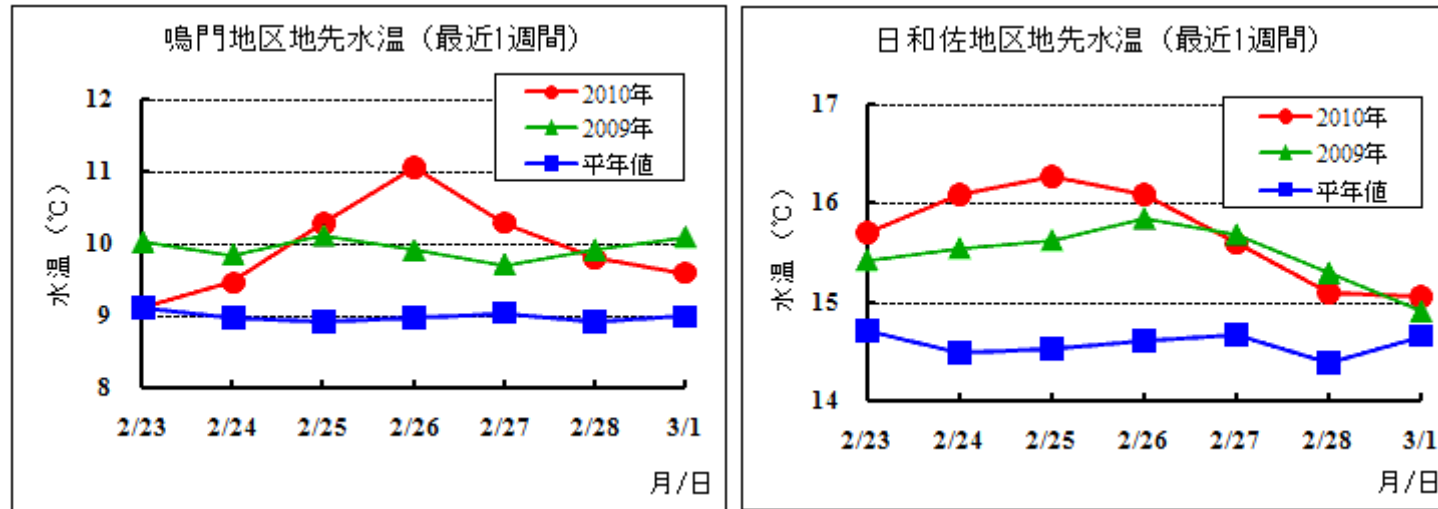 鳴門地区地先水温（最近1週間）
12
11
10
9
8
水温（℃）
2010年
2009年
平年値
2/23 2/24 2/25 2/26 2/27 2/28 3/1
月/日
日和佐地区地先水温（最近1週間）
17
16
15
14
水温（℃）
2010年
2009年
平年値
2/23 2/24 2/25 2/26 2/27 2/28 3/1
月/日